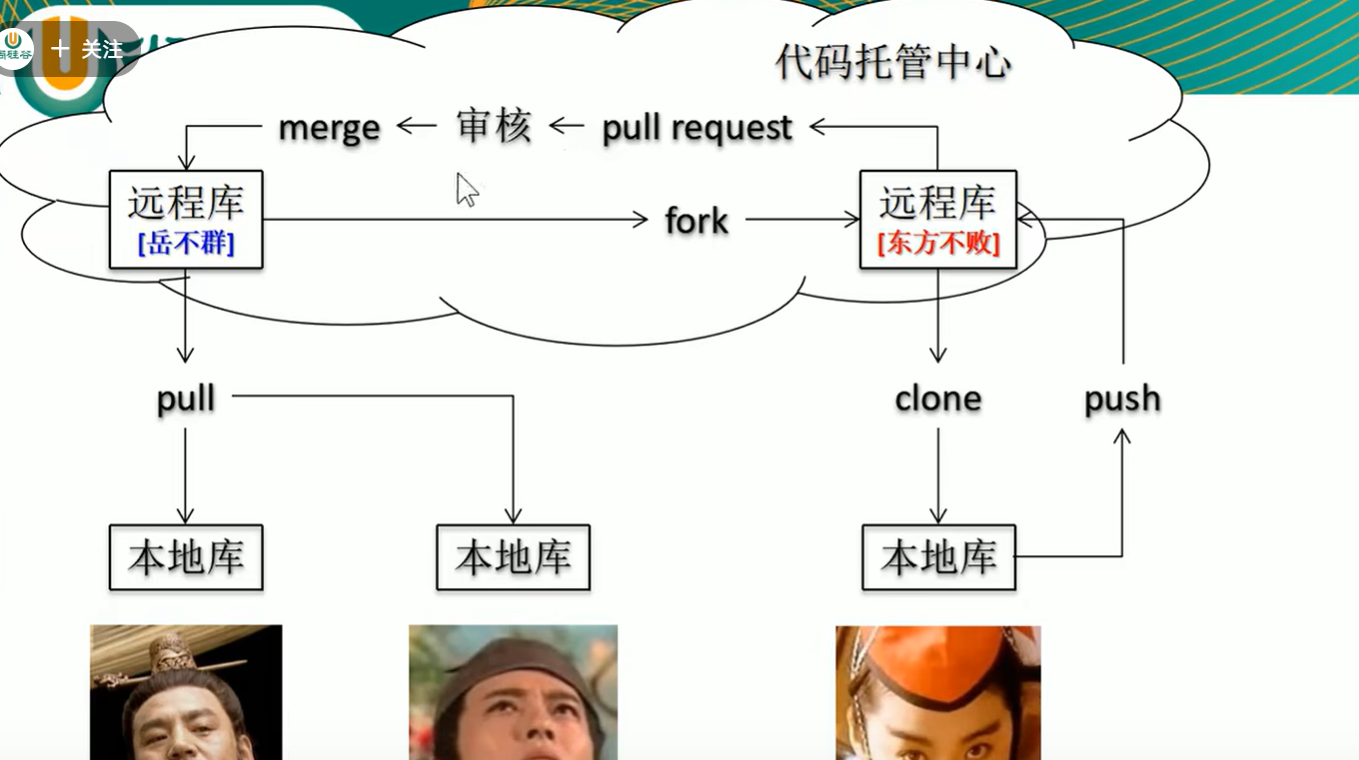 尚硅谷
+ 关注
代码托管中心
merge
审核
pull request
远程库
[岳不群]
fork
远程库
[东方不败]
pull
clone
push
本地库
本地库
本地库